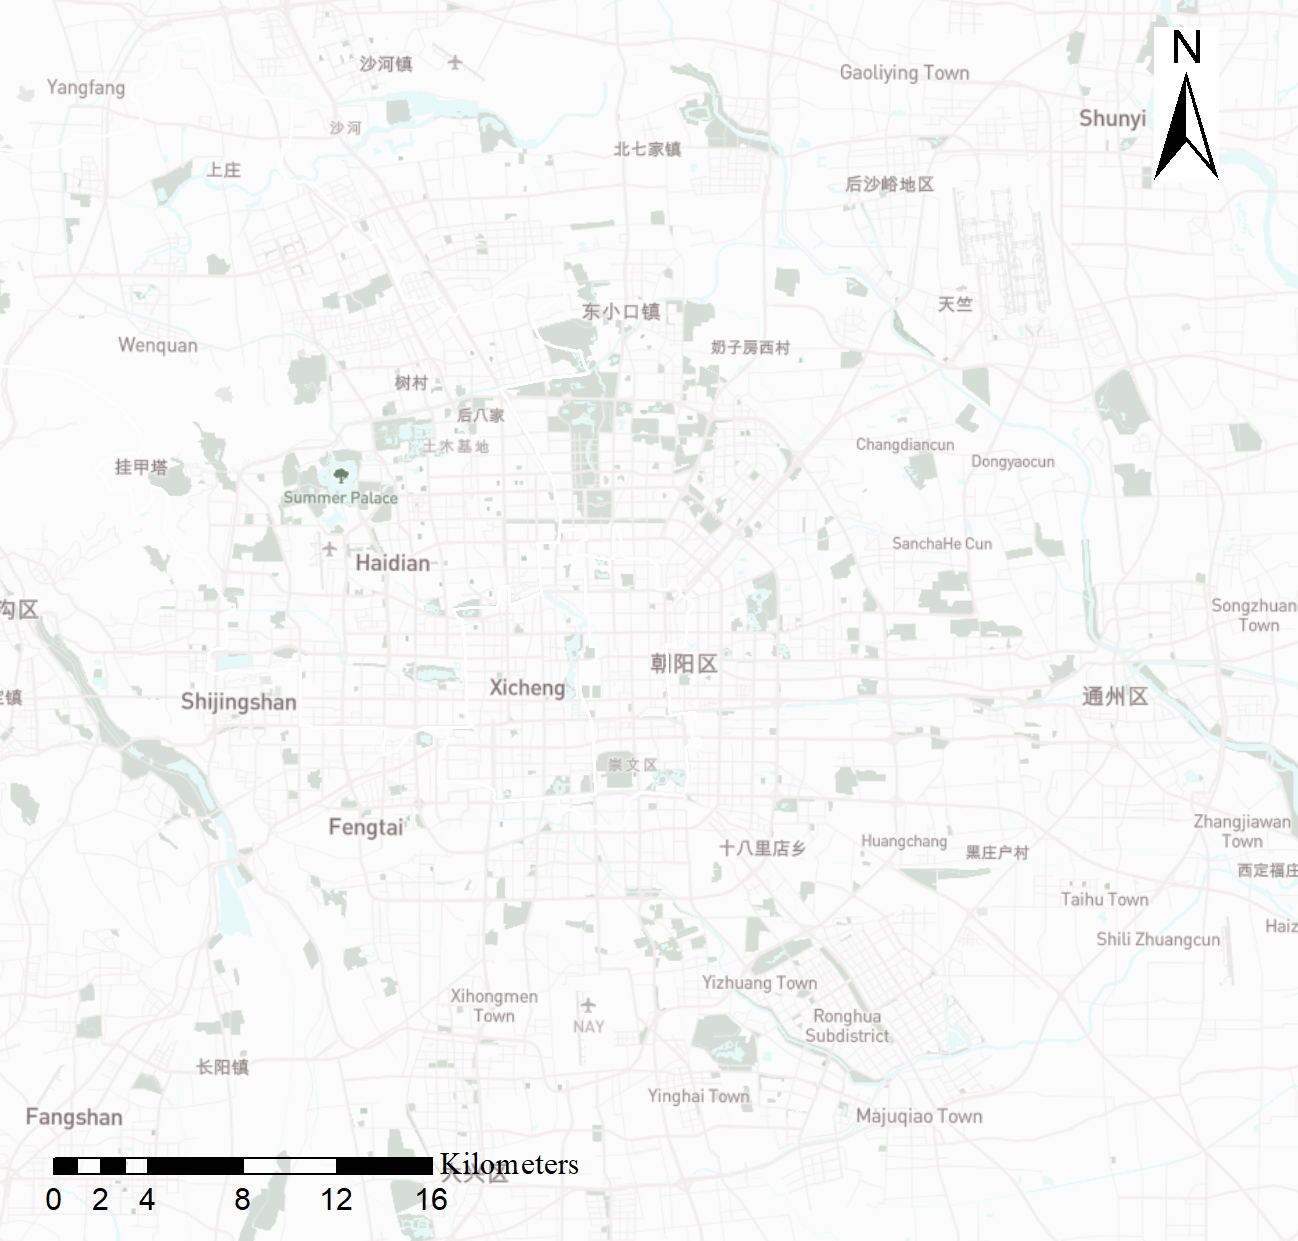 沙河镇
Yangfang
Gaoliying Town
N
Shunyi
沙河
北七家镇
上庄
后沙峪地区
天竺
东小口镇
Wenquan
奶子房西村
树村
后八家
土木基地
Changdiancun
Dongyaocun
挂甲塔
Summer Palace
SanchaHe Cun
Haidian
沟区
Songzhuan
Town
朝阳区
Xicheng
Shijingshan
镇
通州区
崇文区
Fengtai
十八里店乡
Huangchang
黑庄户村
Zhangjiawan
Town
西定福庄
Taihu Town
Haiz
Shili Zhuangcun
Yizhuang Town
Xihongmen
Town
NAY
Ronghua
Subdistrict
长阳镇
Yinghai Town
Fangshan
Majuqiao Town
Kilometers
大兴区
0 2 4 8 12 16